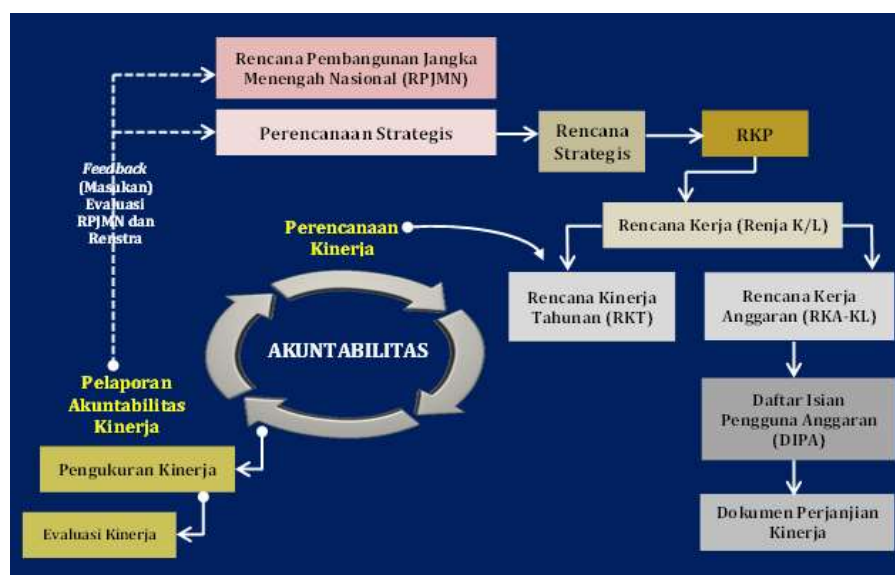 Rencana Pembangunan Jangka
Menengah Nasional (RPJMN)
Perencanaan Strategis
Rencana
Strategis
RKP
Feedback
(Masukan)
Evaluasi
RPJMN dan
Renstra
Rencana Kerja (Renja K/L)
Perencanaan
Kinerja
Rencana Kinerja
Tahunan (RKT)
Rencana Kerja
Anggaran (RKA-KL)
AKUNTABILITAS
Pelaporan
Akuntabilitas
Kinerja
Daftar Isian
Pengguna Anggaran
(DIPA)
Pengukuran Kinerja
Evaluasi Kinerja
Dokumen Perjanjian
Kinerja